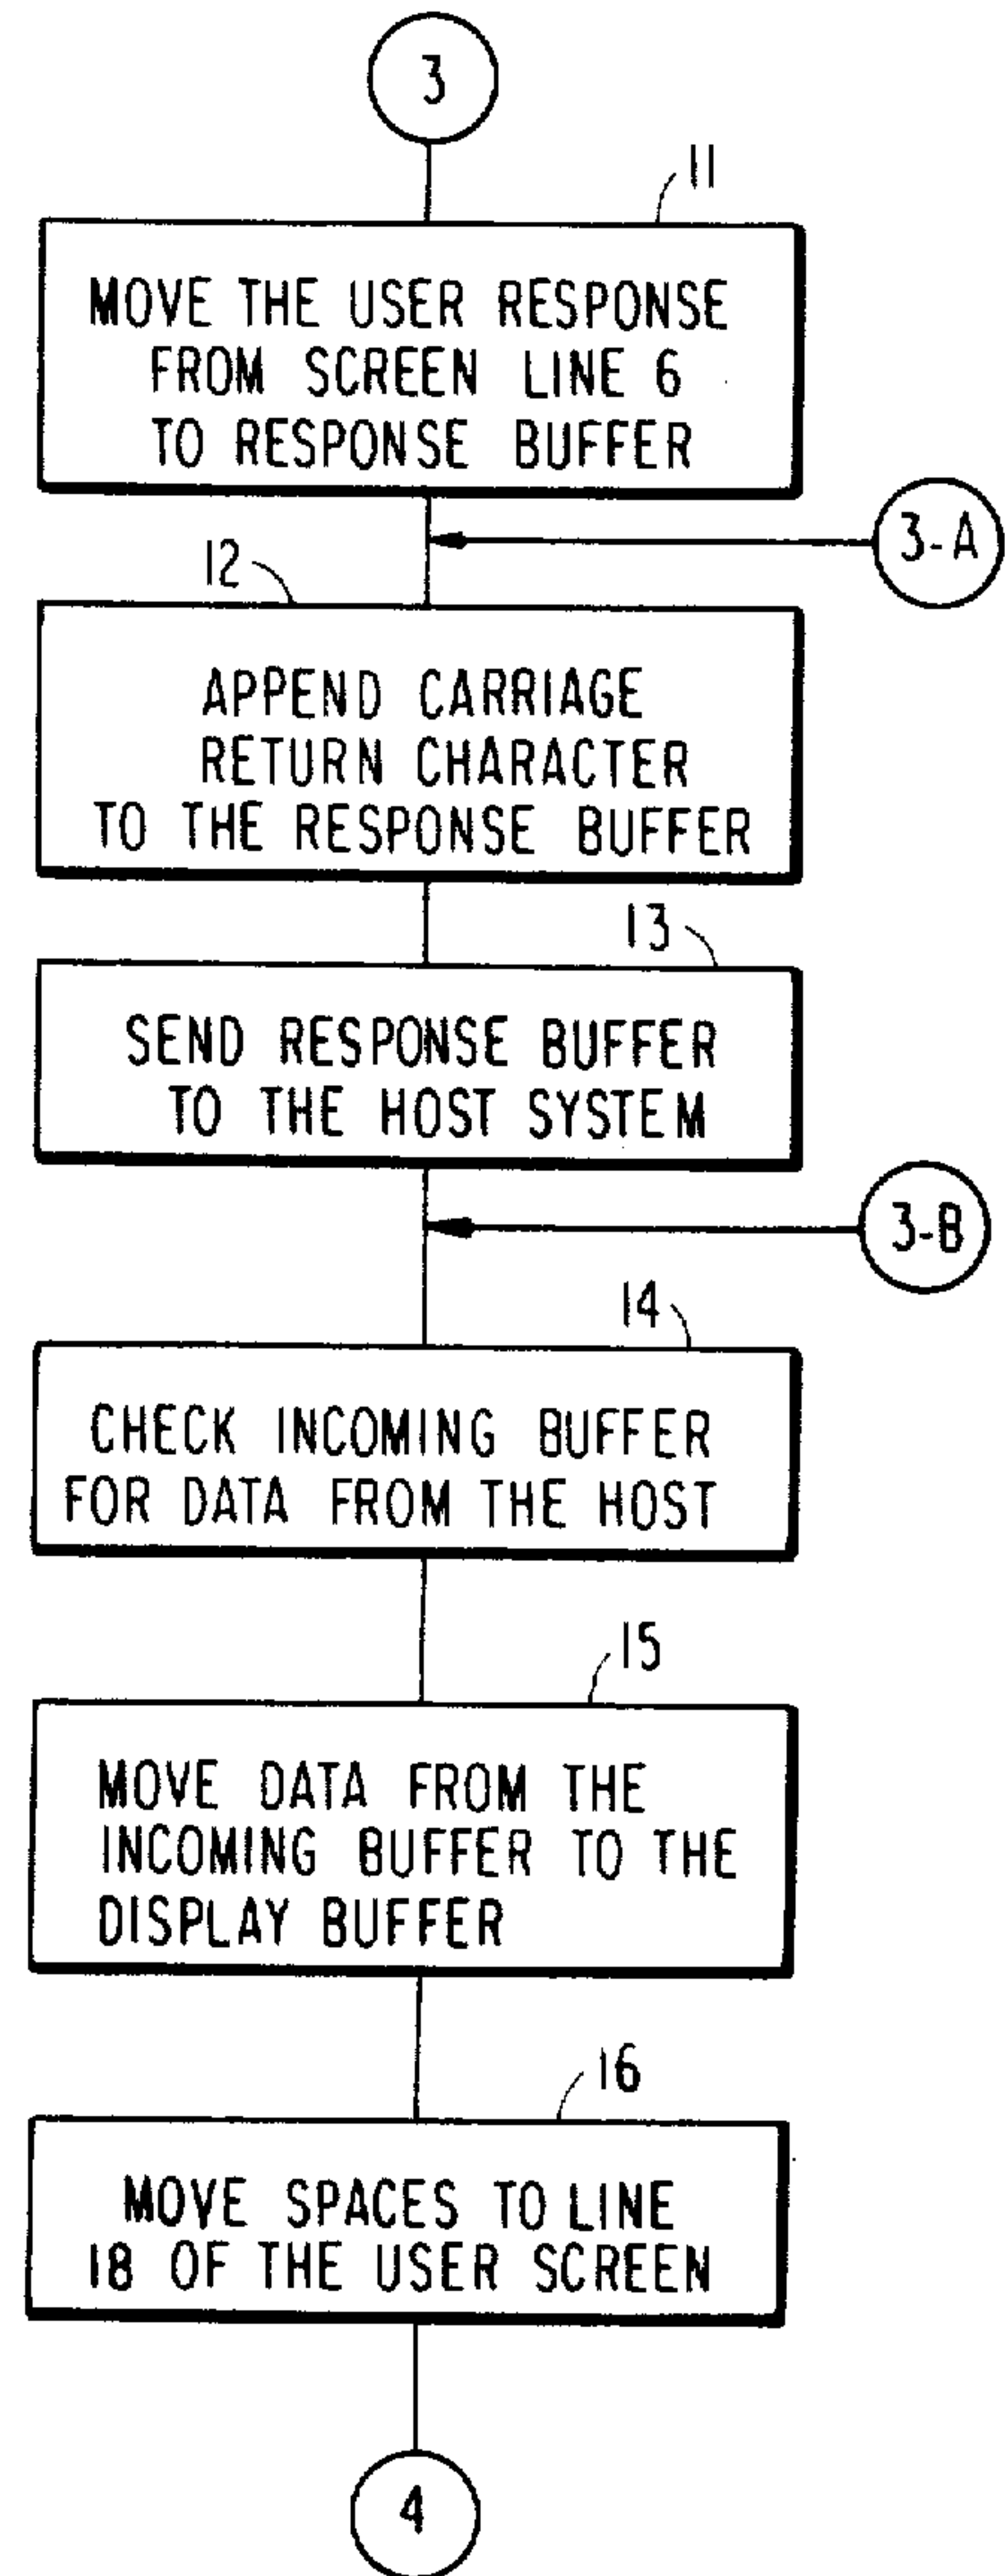 3
11
MOVE THE USER RESPONSE
FROM SCREEN LINE 6
TO RESPONSE BUFFER
3-A
12
APPEND CARRIAGE
RETURN CHARACTER
TO THE RESPONSE BUFFER
13
SEND RESPONSE BUFFER
TO THE HOST SYSTEM
3-B
14
CHECK INCOMING BUFFER
FOR DATA FROM THE HOST
15
MOVE DATA FROM THE
INCOMING BUFFER TO THE
DISPLAY BUFFER
16
MOVE SPACES TO LINE
18 OF THE USER SCREEN
4